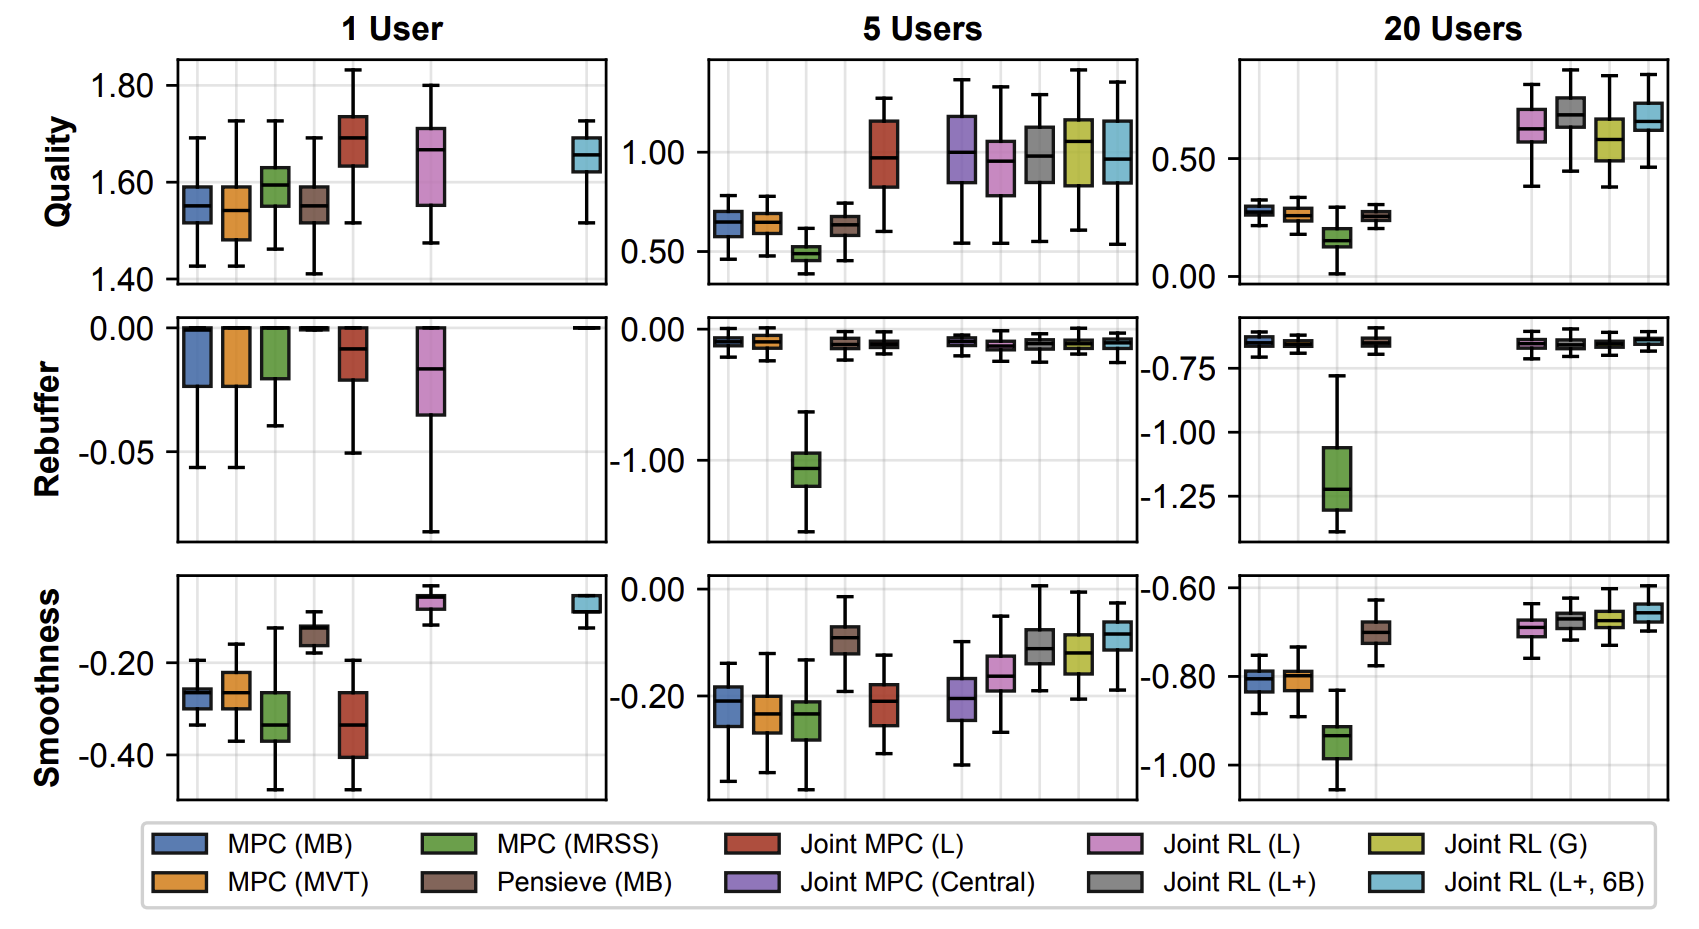 1 User
5 Users
20 Users
Quality
1.80
1.60
1.40
1.00
0.50
0.50
0.00
Rebuffer
0.00
-0.05
0.00
-1.00
-0.75
-1.00
-1.25
Smoothness
-0.20
-0.40
0.00
-0.20
-0.60
-0.80
-1.00
MPC (MB)
MPC (MRSS)
Joint MPC (L)
Joint RL (L)
Joint RL (G)
MPC (MVT)
Pensieve (MB)
Joint MPC (Central)
Joint RL (L+)
Joint RL (L+, 6B)